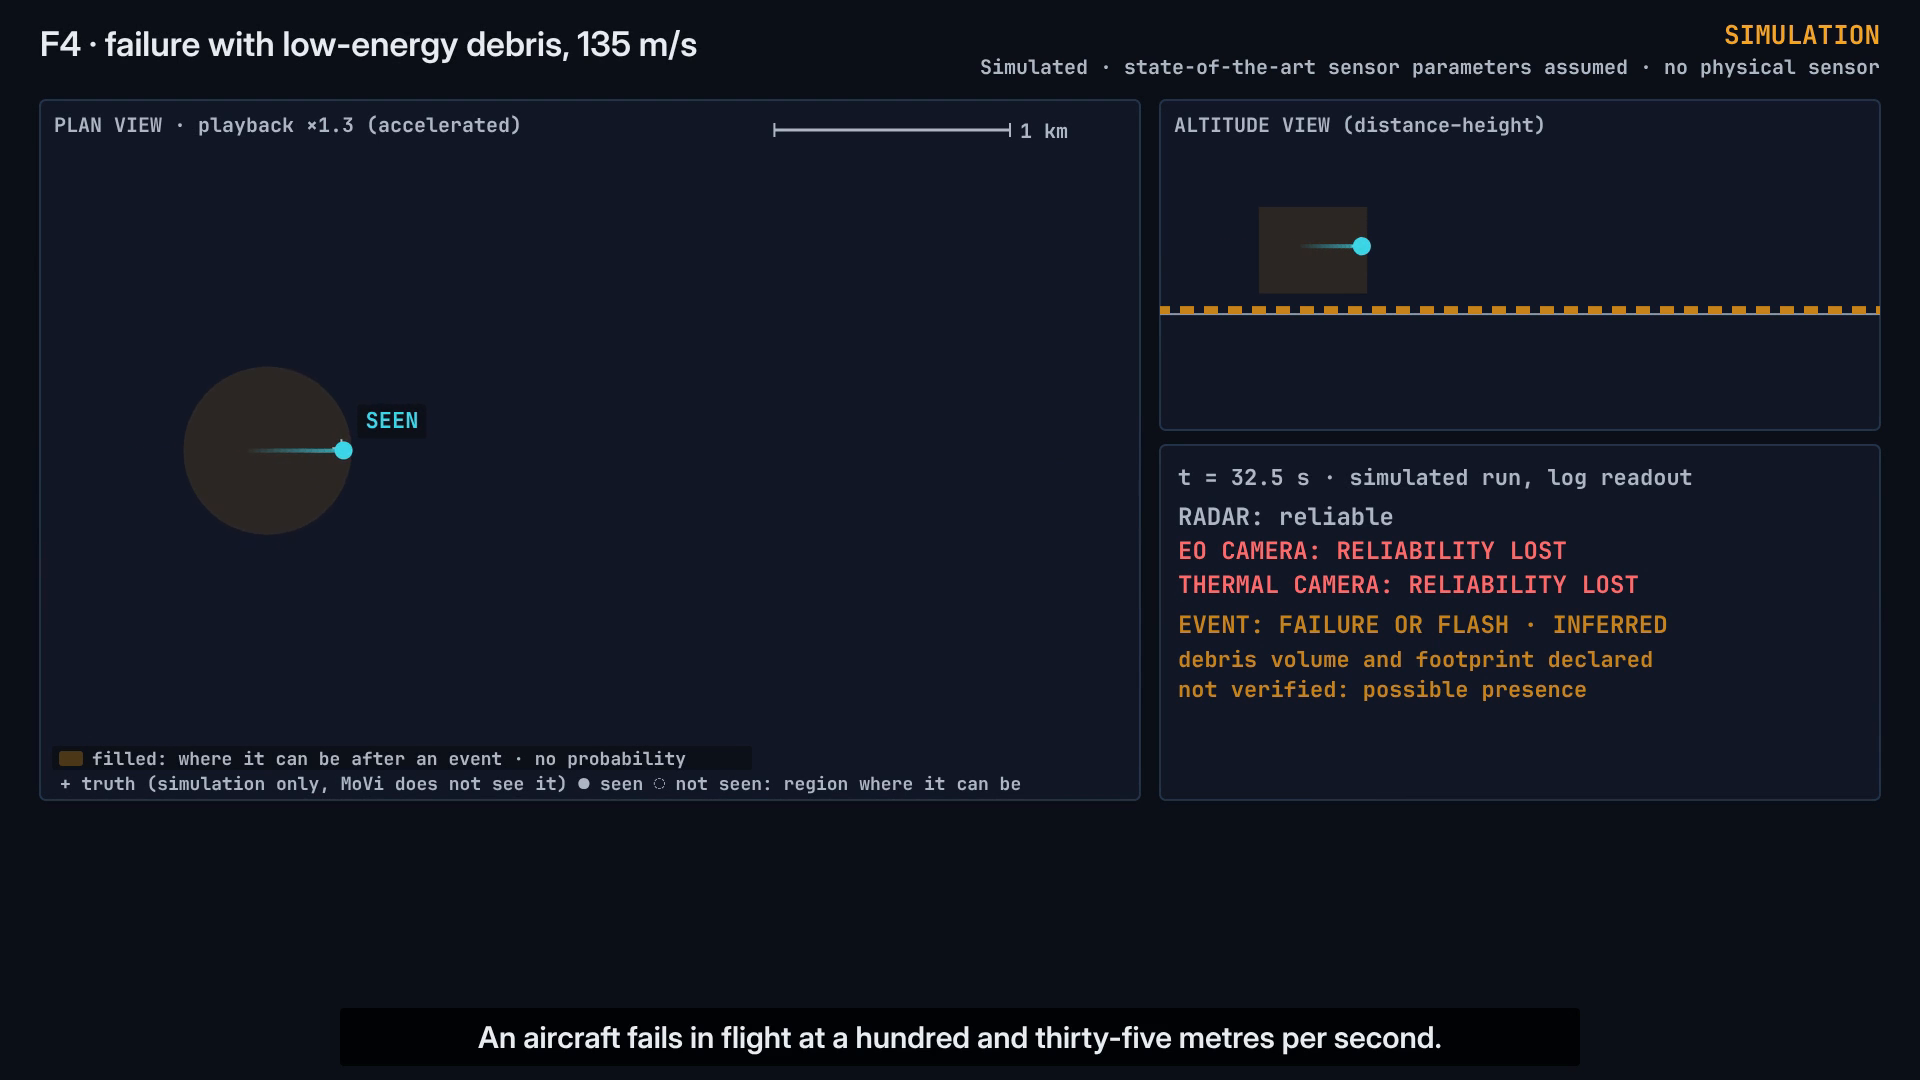 F4 · failure with low-energy debris, 135 m/s
SIMULATION
Simulated · state-of-the-art sensor parameters assumed · no physical sensor
PLAN VIEW · playback ×1.3 (accelerated)
1 km
SEEN
filled: where it can be after an event · no probability
+ truth (simulation only, MoVi does not see it) ● seen ◌ not seen: region where it can be
ALTITUDE VIEW (distance–height)
t = 32.5 s · simulated run, log readout
RADAR: reliable
EO CAMERA: RELIABILITY LOST
THERMAL CAMERA: RELIABILITY LOST
EVENT: FAILURE OR FLASH · INFERRED
debris volume and footprint declared
not verified: possible presence
An aircraft fails in flight at a hundred and thirty-five metres per second.